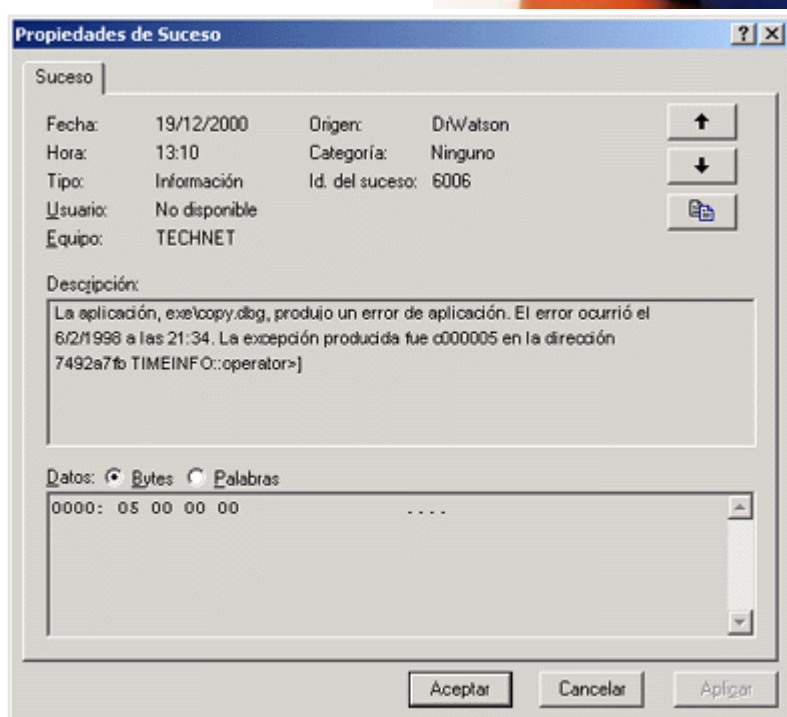 Propiedades de Suceso
Suceso
Fecha: 19/12/2000 Origen: DrWatson
Hora: 13:10 Categoría: Ninguno
Tipo: Información Id. del suceso: 6006
Usuario: No disponible
Equipo: TECHNET
Descripción:
La aplicación, exe\copy.dbg, produjo un error de aplicación. El error ocurrió el
6/2/1998 a las 21:34. La excepción producida fue c000005 en la dirección
7492a7fb TIMEINFO::operator>]
Datos: Bytes Palabras
0000: 05 00 00 00 ....
Aceptar Cancelar Aplicar